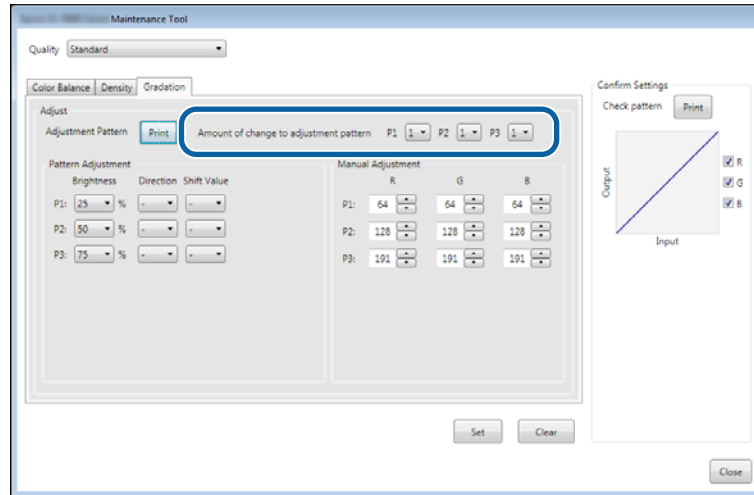 Maintenance Tool
Quality Standard
Color Balance Density Gradation
Adjust
Adjustment Pattern Print Amount of change to adjustment pattern P1 1 P2 1 P3 1
Pattern Adjustment
Brightness Direction Shift Value
P1: 25 % - -
P2: 50 % - -
P3: 75 % - -
Manual Adjustment
R G B
P1: 64 64 64
P2: 128 128 128
P3: 191 191 191
Set Clear
Confirm Settings
Check pattern Print
Output
Input
R
G
B
Close